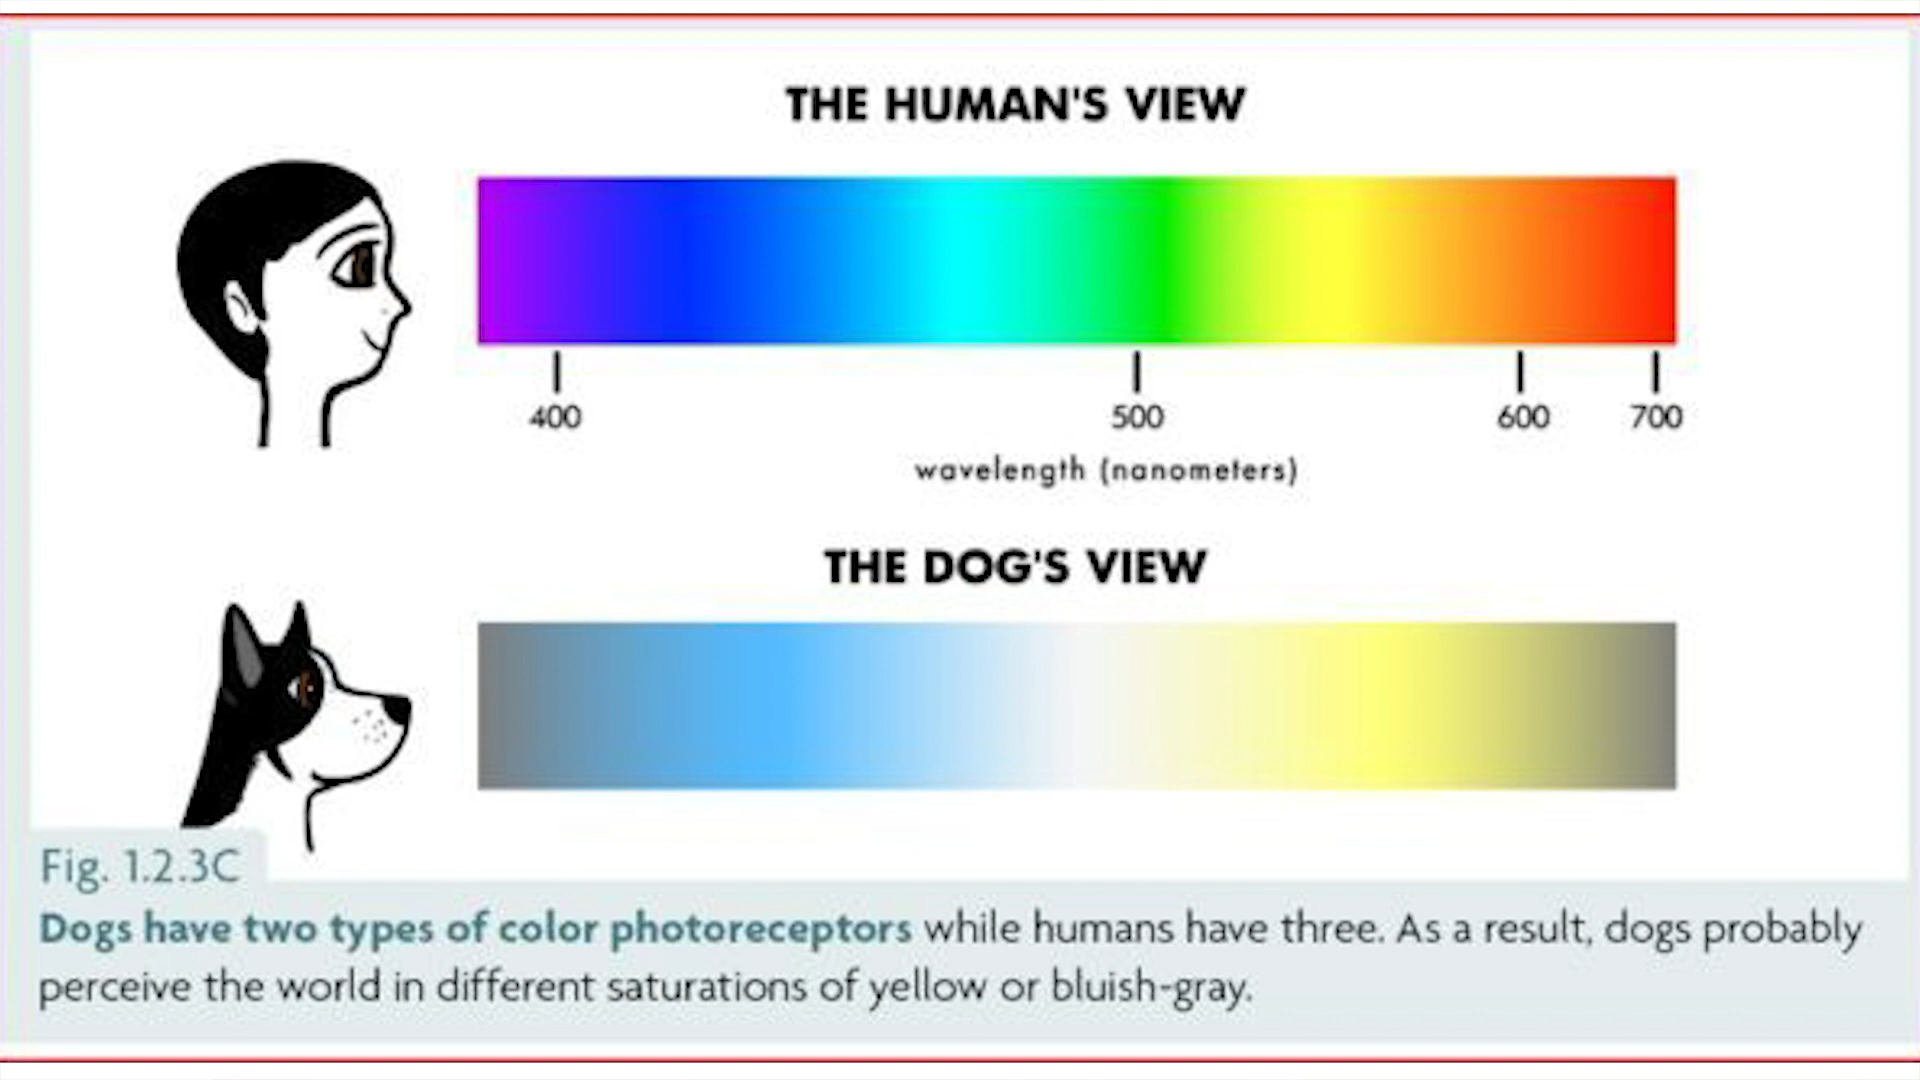 THE HUMAN'S VIEW
400 500 600 700
wavelength (nanometers)
THE DOG'S VIEW
Fig. 1.2.3C
Dogs have two types of color photoreceptors while humans have three. As a result, dogs probably
perceive the world in different saturations of yellow or bluish-gray.